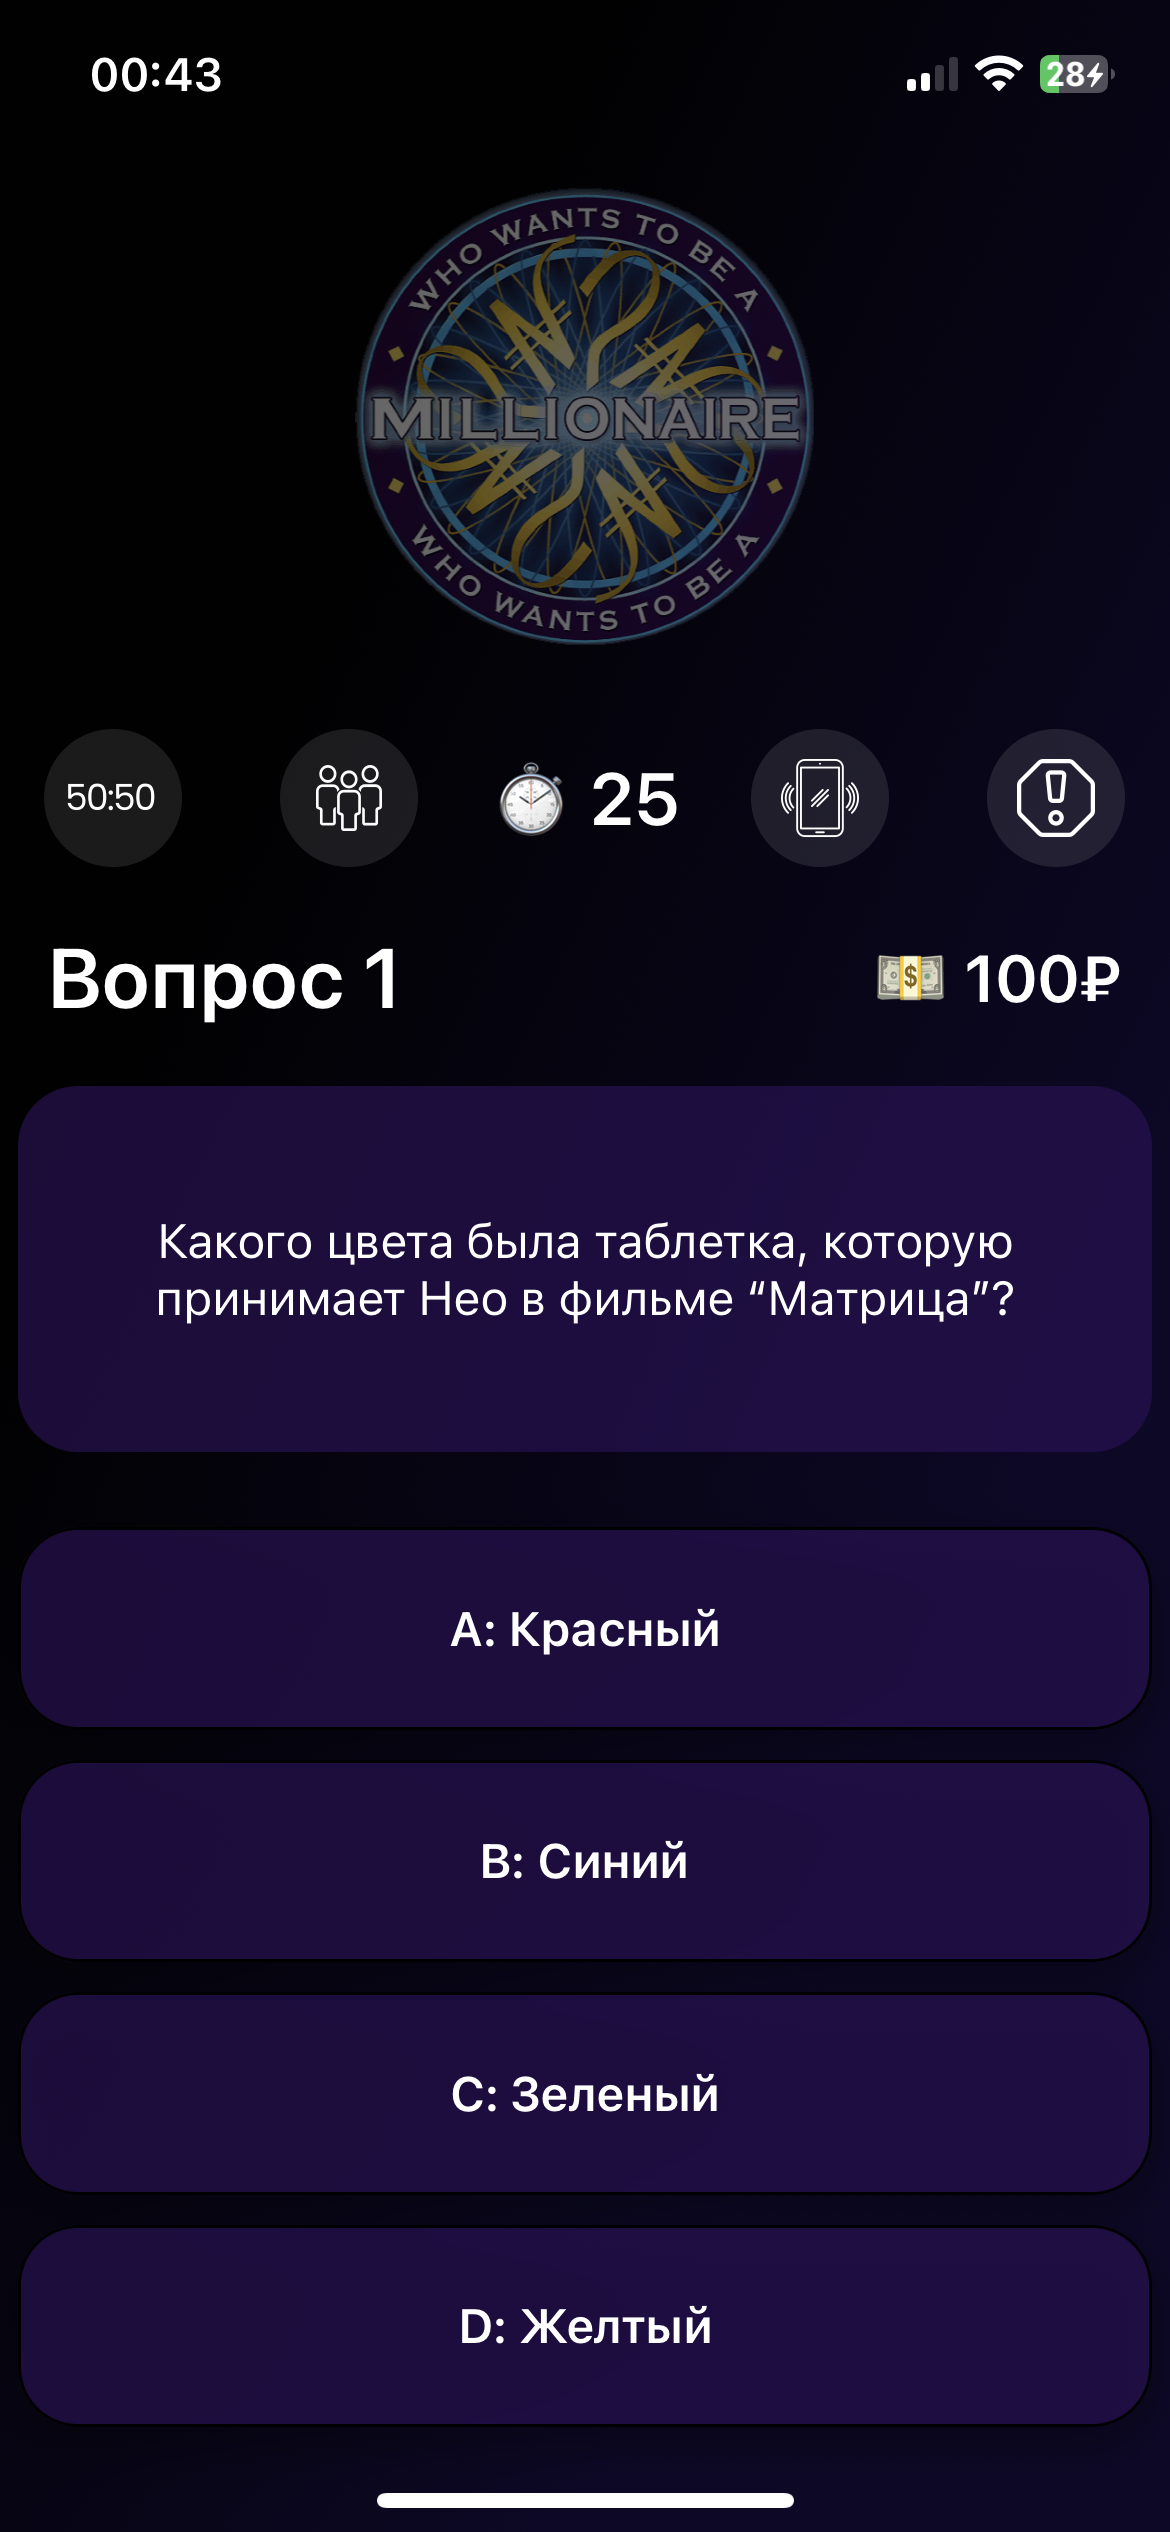 00:43
28
WHO WANTS TO BE A
MILLIONAIRE
WHO WANTS TO BE A
50:50
25
Вопрос 1
100₽
Какого цвета была таблетка, которую
принимает Нео в фильме “Матрица”?
A: Красный
B: Синий
C: Зеленый
D: Желтый